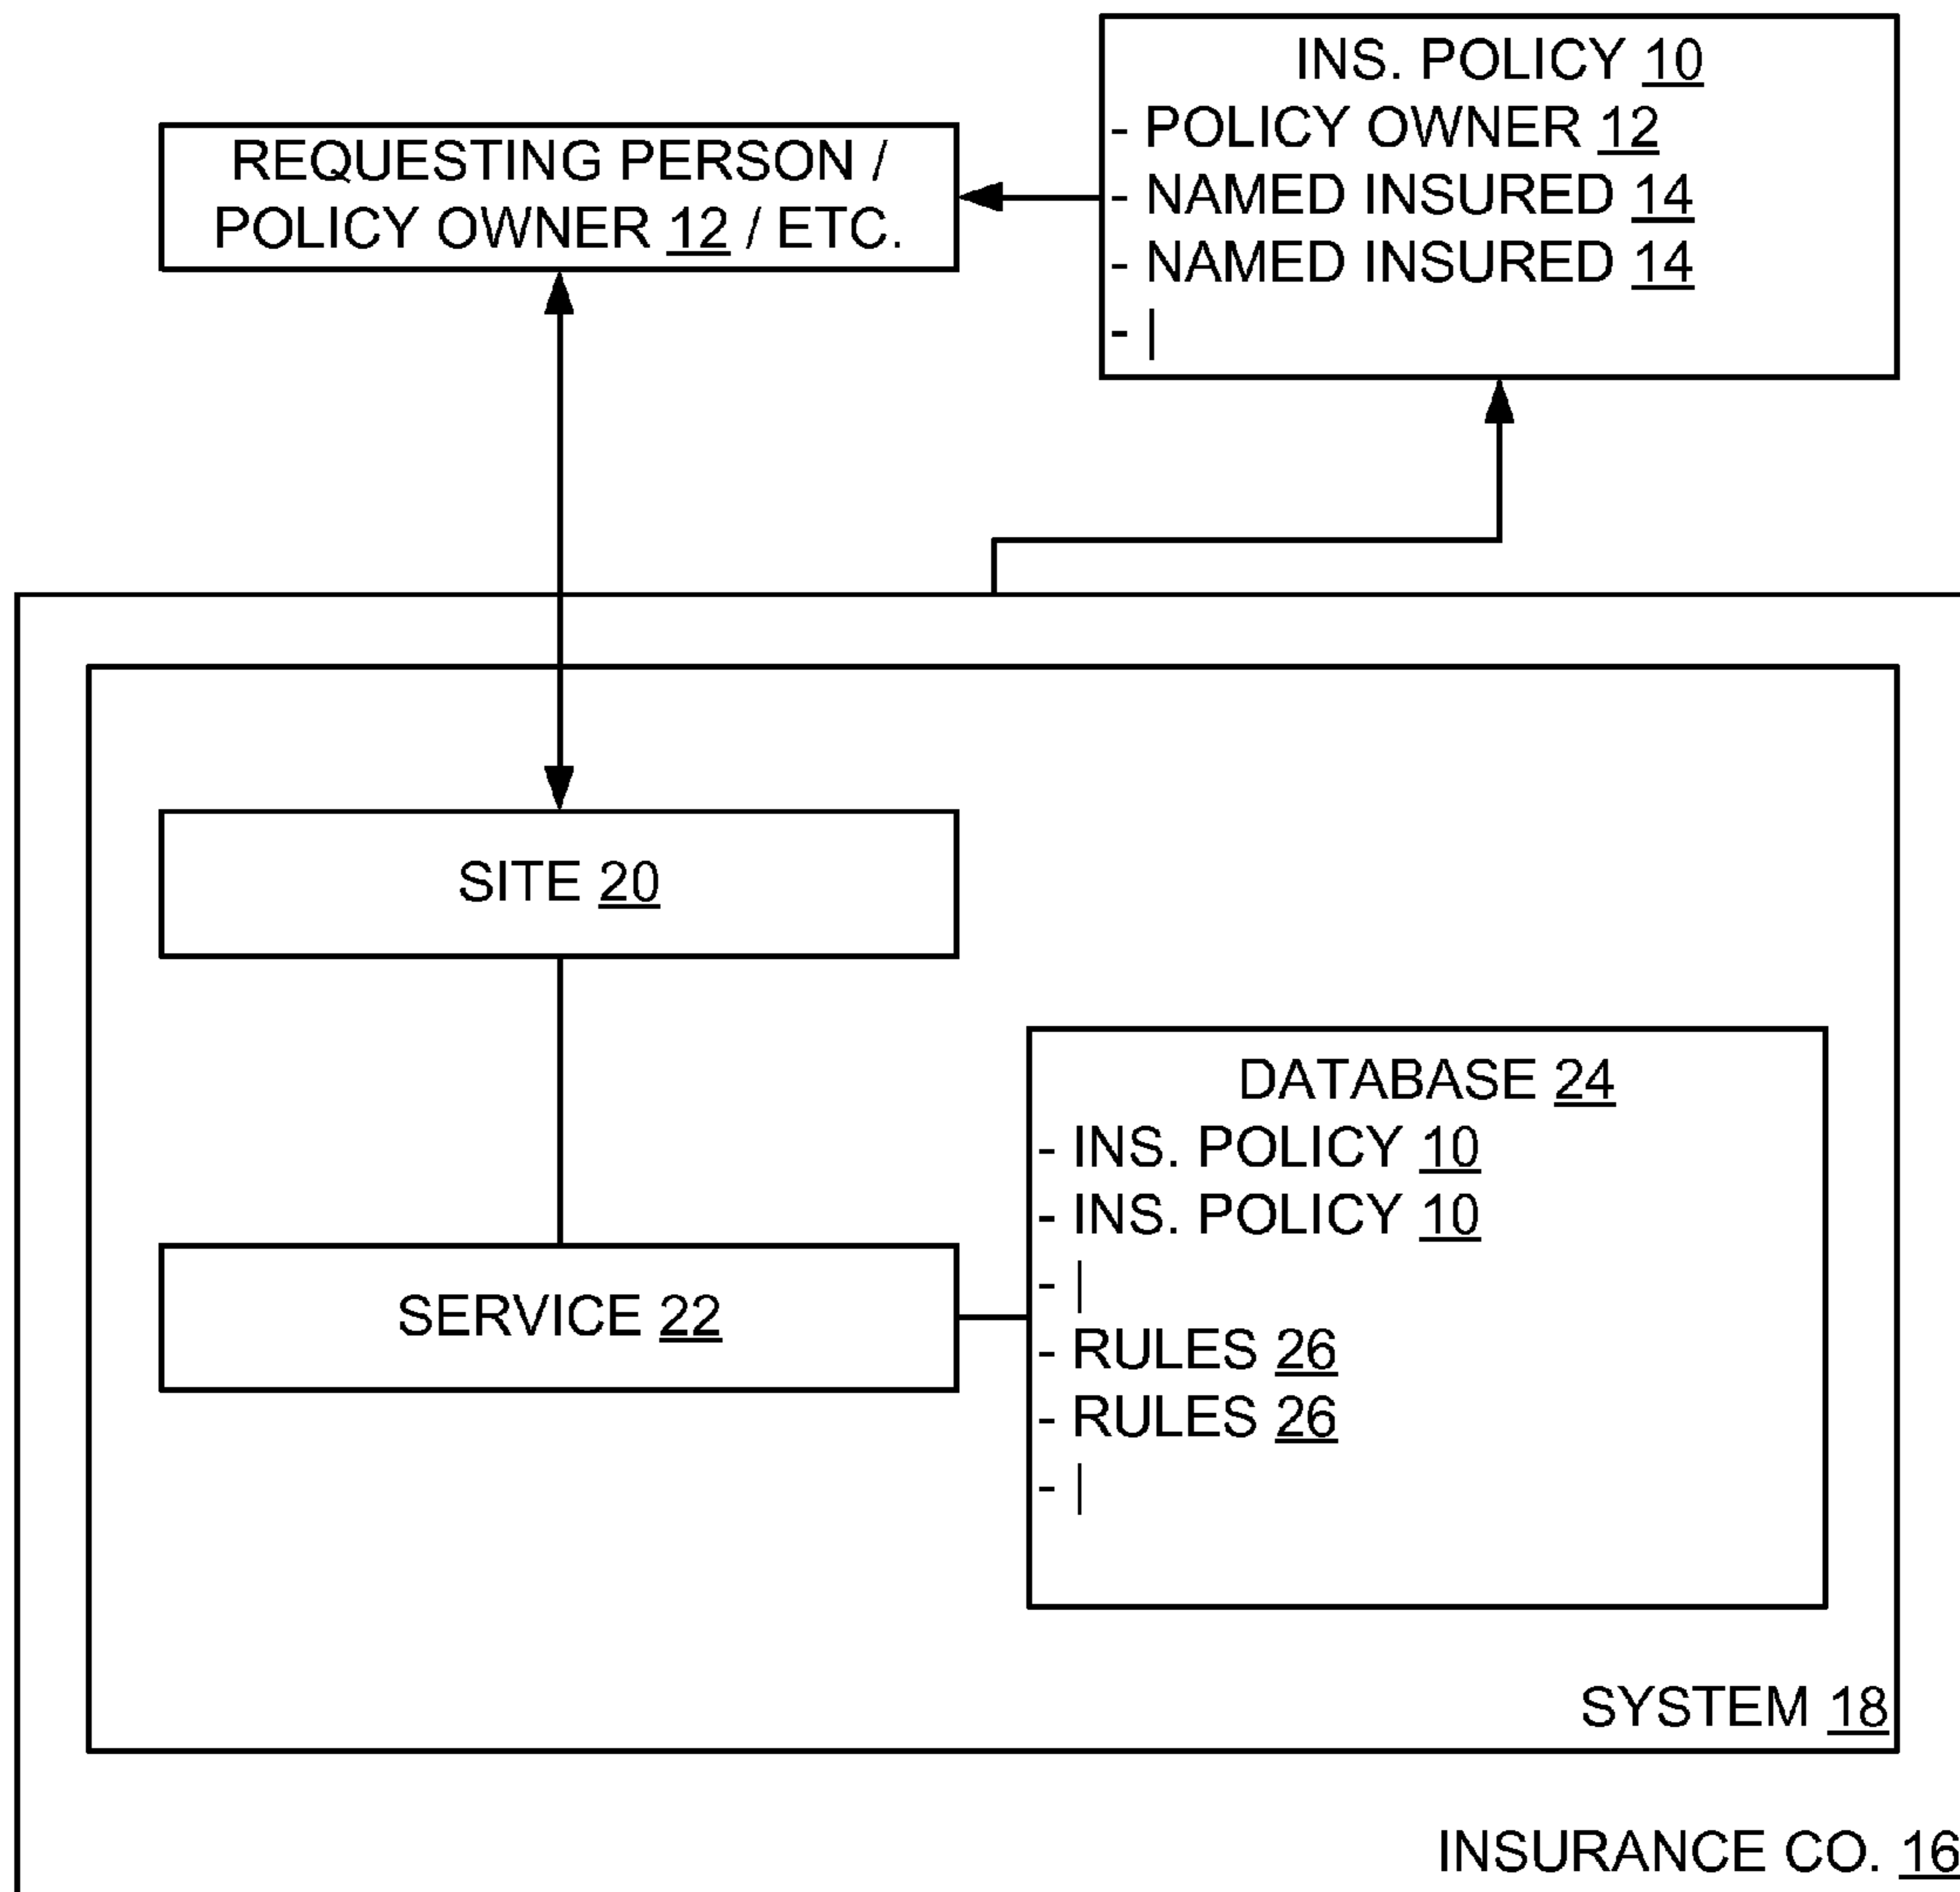 INS. POLICY 10
- POLICY OWNER 12
- NAMED INSURED 14
- NAMED INSURED 14
- |
REQUESTING PERSON /
POLICY OWNER 12 / ETC.
SITE 20
SERVICE 22
DATABASE 24
- INS. POLICY 10
- INS. POLICY 10
- |
- RULES 26
- RULES 26
- |
SYSTEM 18
INSURANCE CO. 16